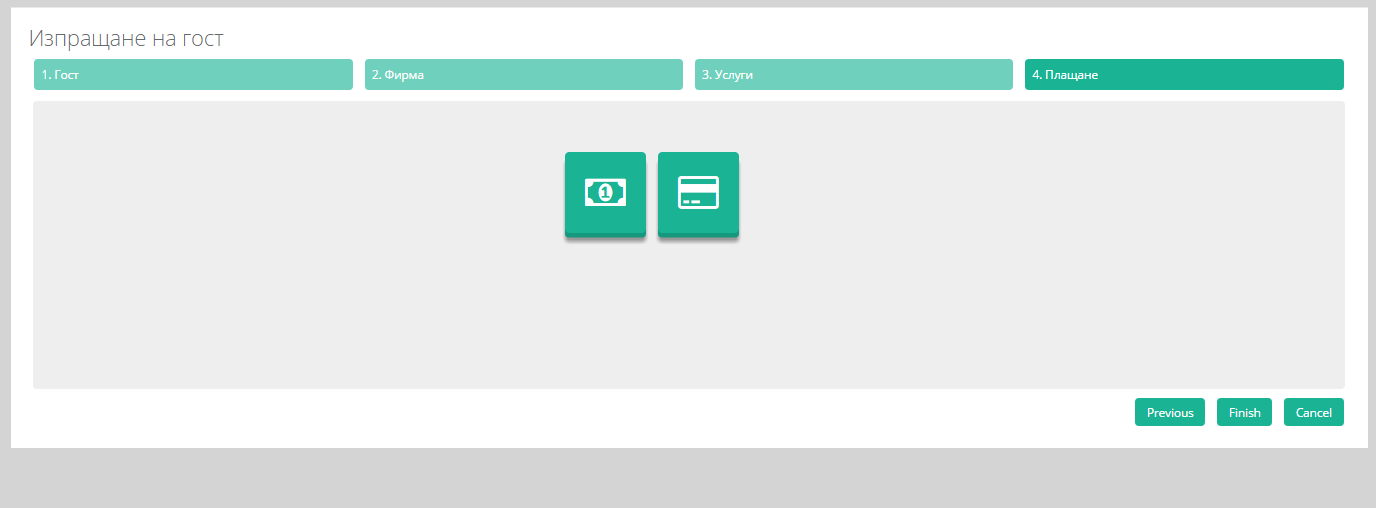 Изпращане на гост
1. Гост
2. Фирма
3. Услуги
4. Плащане
1
Previous
Finish
Cancel